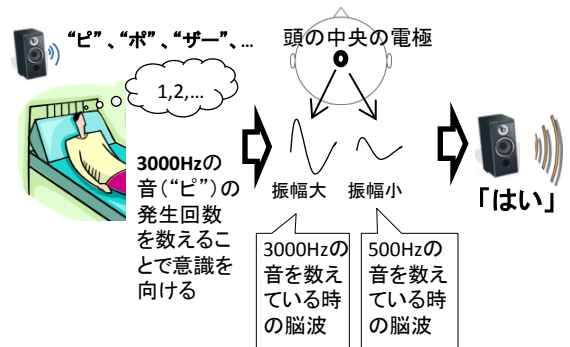 “ピ”、“ポ”、“ザー”、…
頭の中央の電極
1,2,…
3000Hzの
音(“ピ”)の
発生回数
を数えるこ
とで意識を
向ける
振幅大
振幅小
「はい」
3000Hzの
音を数え
ている時
の脳波
500Hzの
音を数え
ている時
の脳波